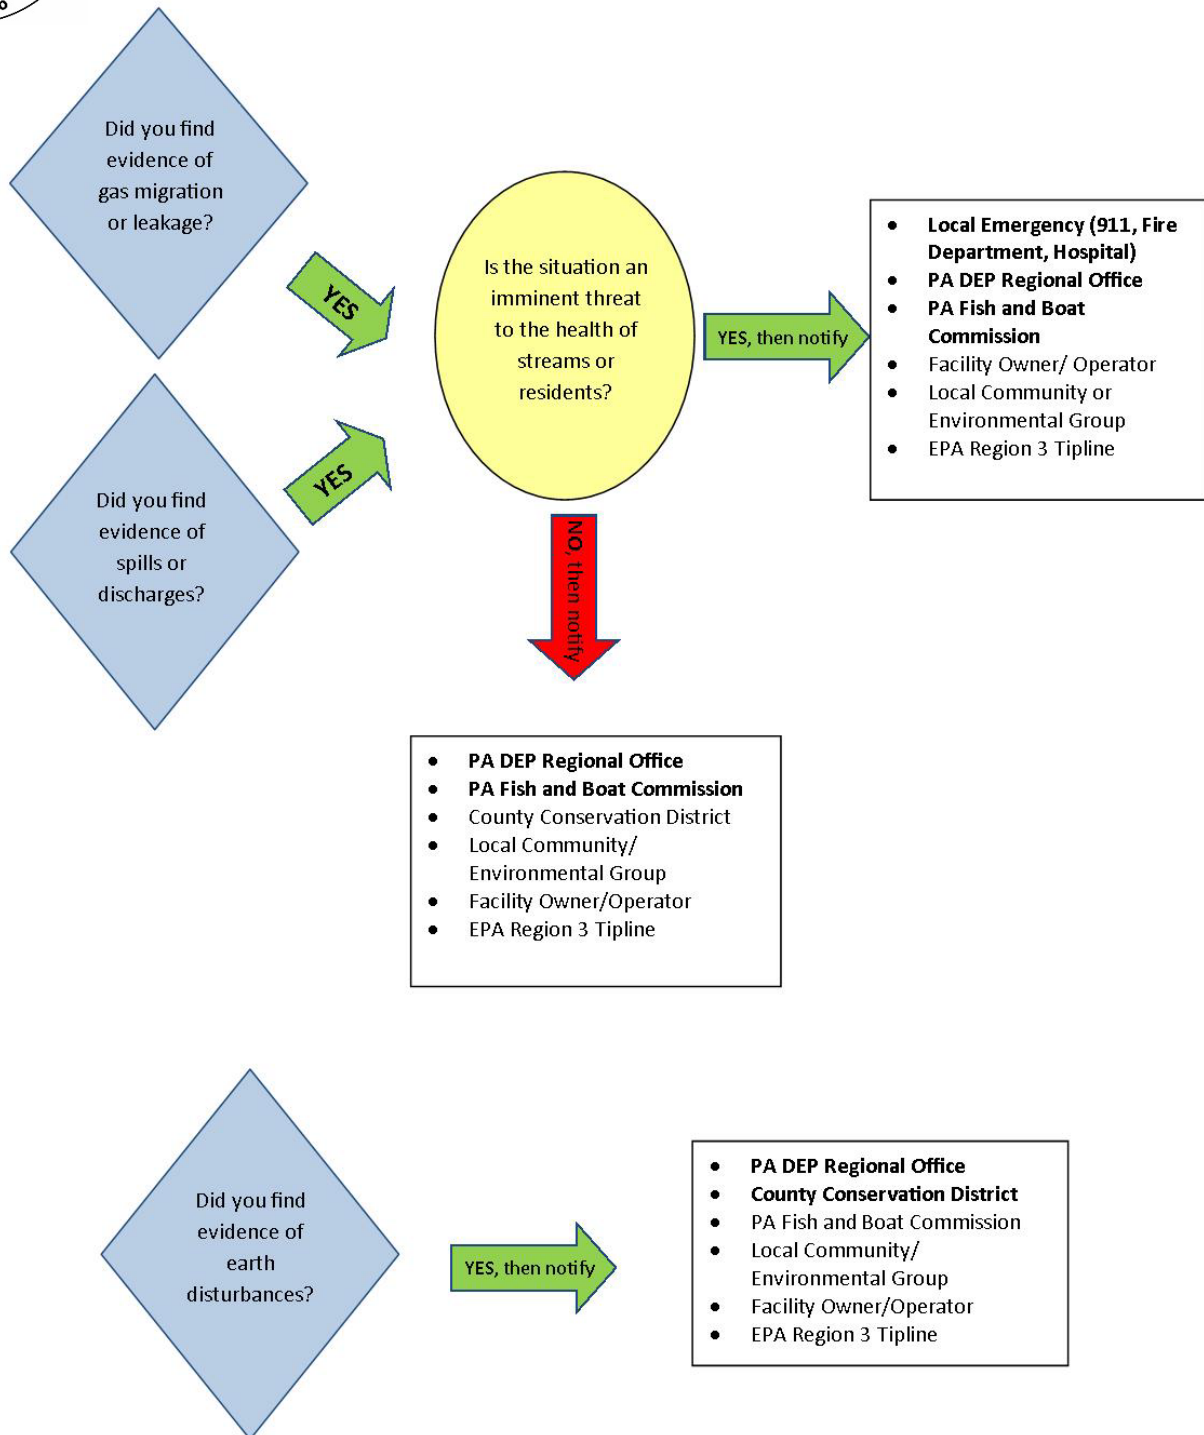 Did you find
evidence of
gas migration
or leakage?
YES
Is the situation an
imminent threat
to the health of
streams or
residents?
YES, then notify
• Local Emergency (911, Fire
Department, Hospital)
• PA DEP Regional Office
• PA Fish and Boat
Commission
• Facility Owner/ Operator
• Local Community or
Environmental Group
• EPA Region 3 Tipline
Did you find
evidence of
spills or
discharges?
YES
NO, then notify
• PA DEP Regional Office
• PA Fish and Boat Commission
• County Conservation District
• Local Community/
Environmental Group
• Facility Owner/Operator
• EPA Region 3 Tipline
Did you find
evidence of
earth
disturbances?
YES, then notify
• PA DEP Regional Office
• County Conservation District
• PA Fish and Boat Commission
• Local Community/
Environmental Group
• Facility Owner/Operator
• EPA Region 3 Tipline